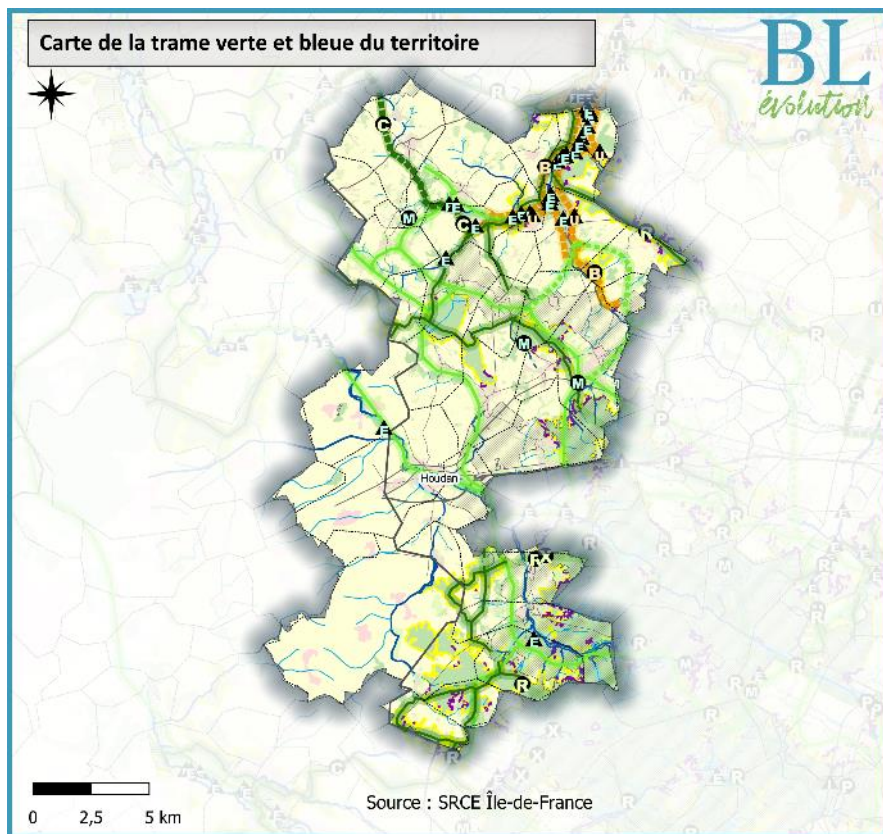 Carte de la trame verte et bleue du territoire
BL
évolution
C
B
M
C
E
E
B
M
M
E
Houdan
R
X
E
R
0 2,5 5 km
Source : SRCE Île-de-France